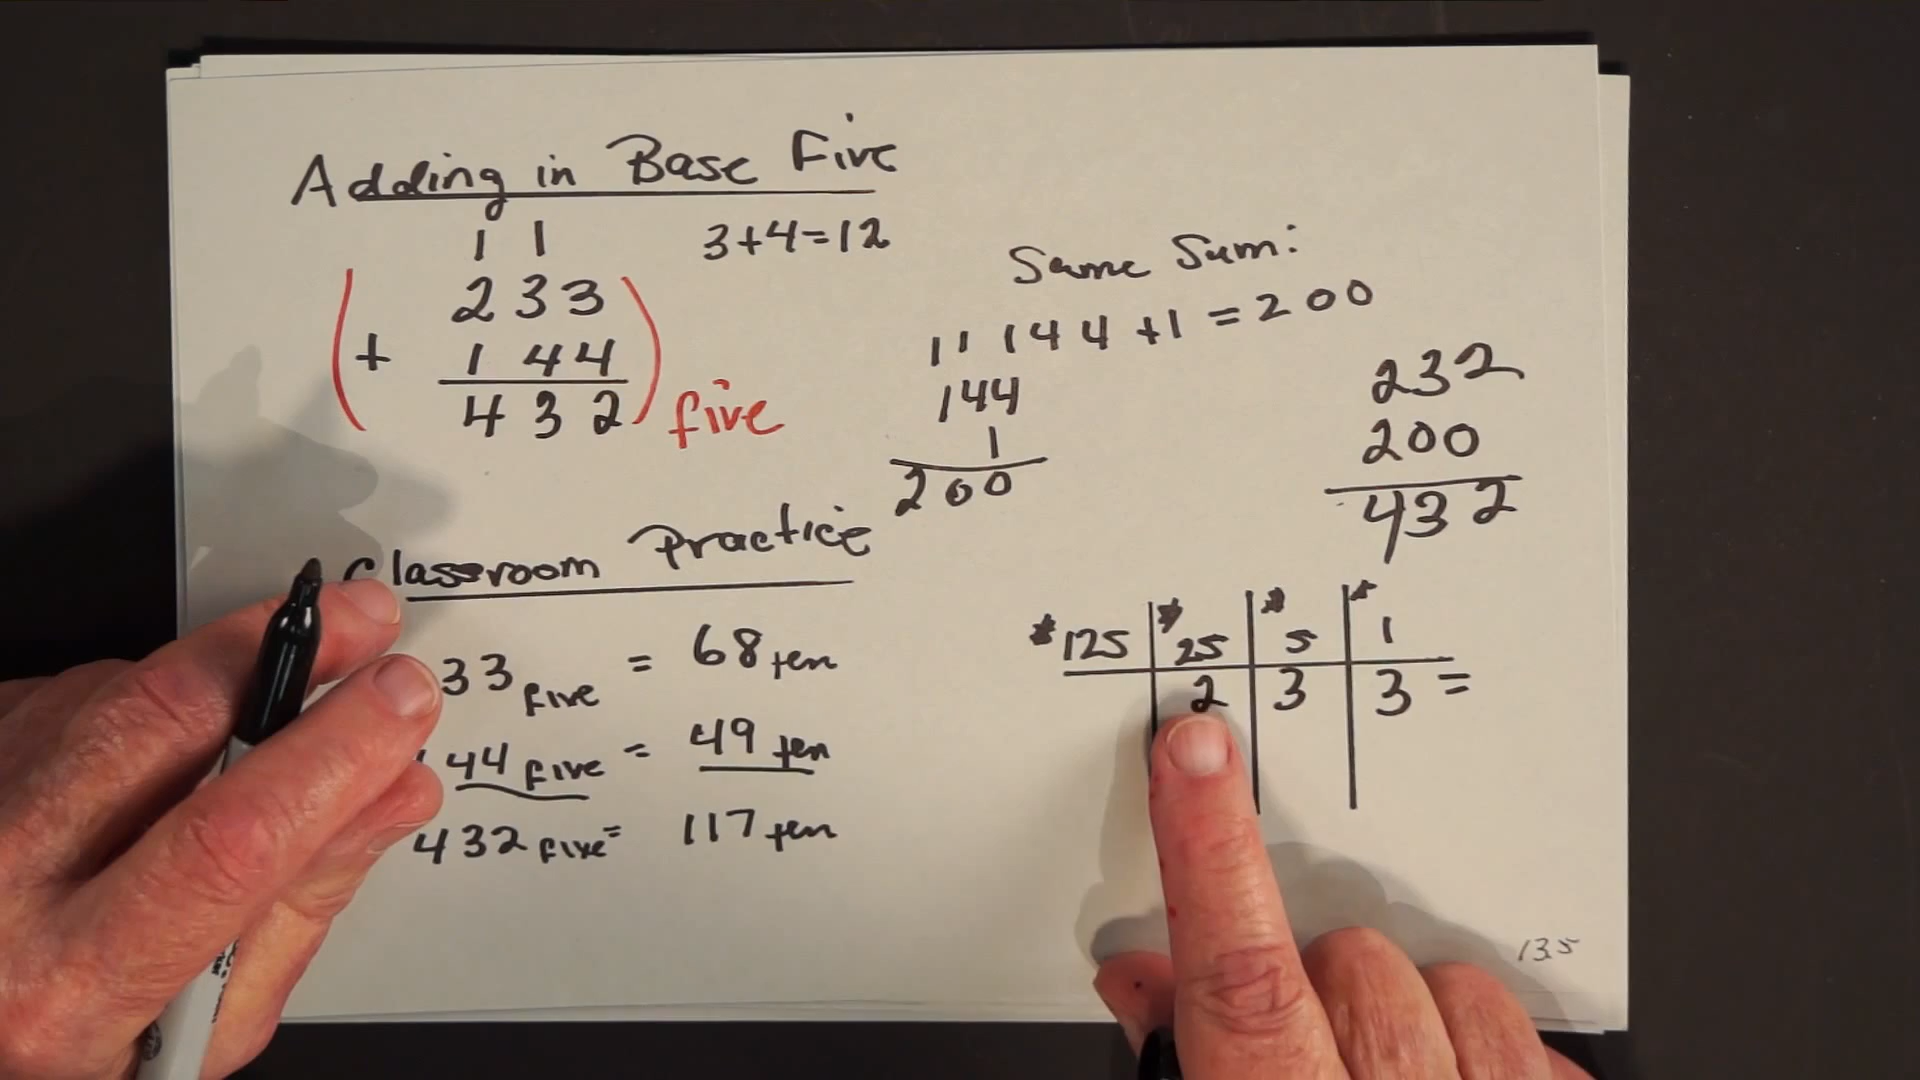 Adding in Base Five
1 1
3+4=12
233
+ 144
432
five
Same Sum:
11 144+1=200
144
1
200
232
200
432
Classroom Practice
33 five = 68 ten
44 five = 49 ten
432 five = 117 ten
125 25 5 1
2 3 3 =
135